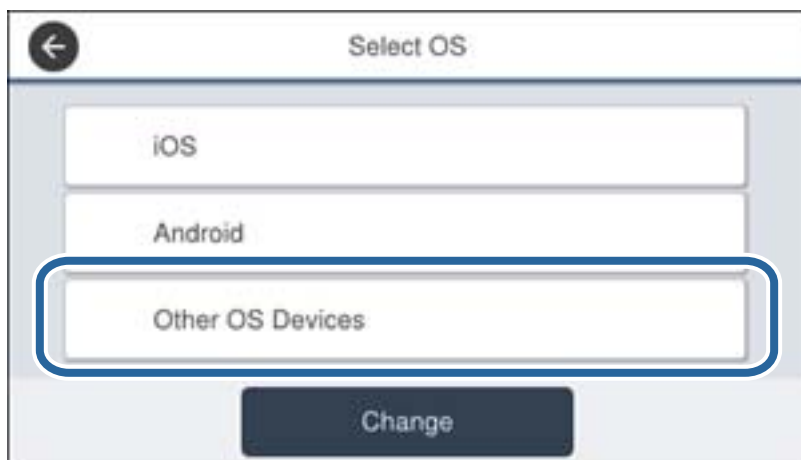 Select OS
iOS
Android
Other OS Devices
Change